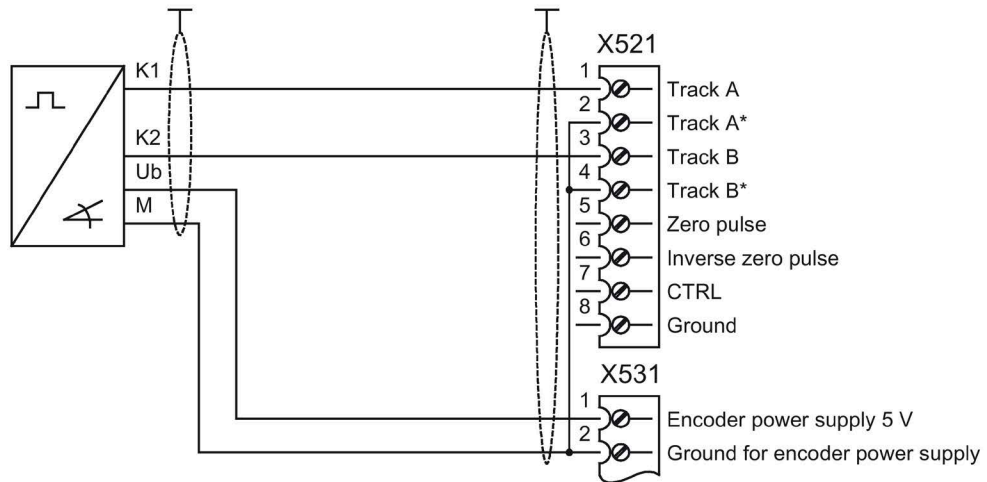 X521
K1
1
Track A
2
Track A*
K2
3
Track B
Ub
4
Track B*
M
5
Zero pulse
6
Inverse zero pulse
7
CTRL
8
Ground
X531
1
Encoder power supply 5 V
2
Ground for encoder power supply